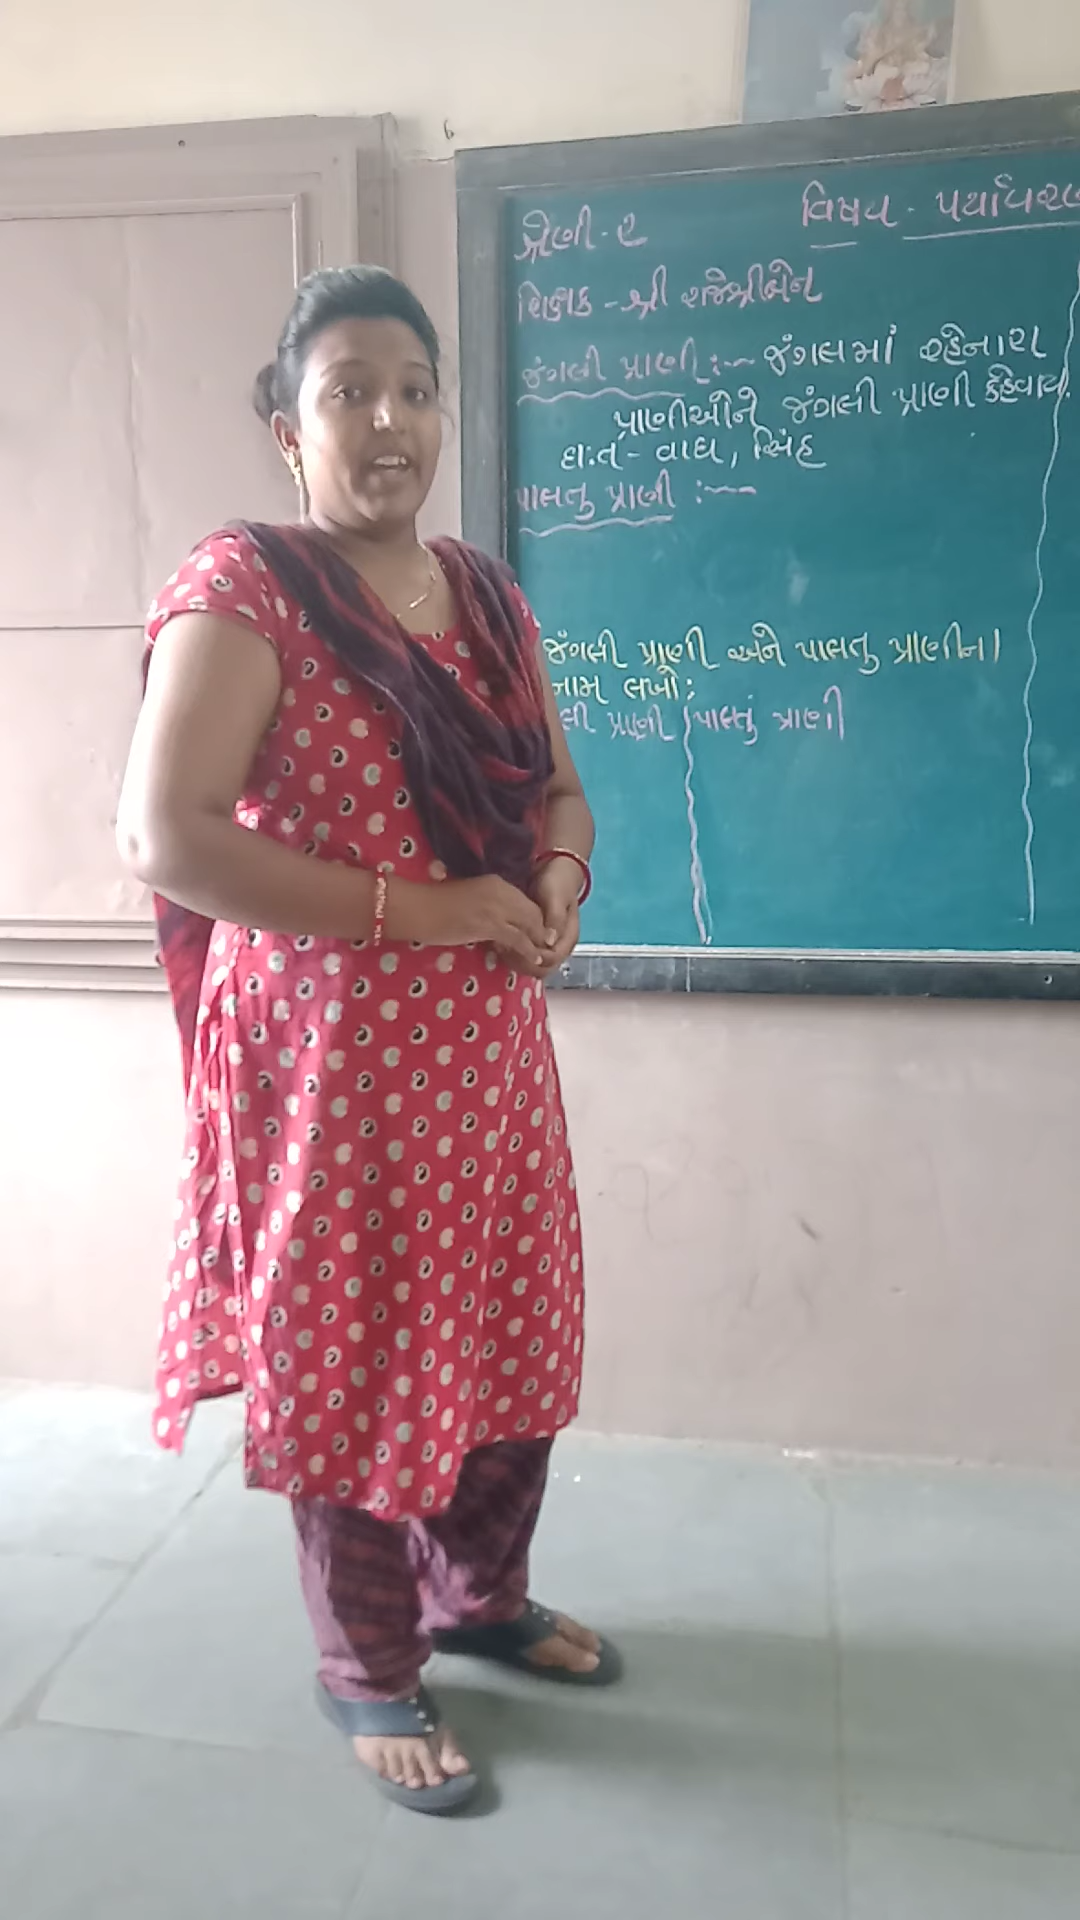 શ્રેણી - ૨
વિષય - પર્યાવરણ
શિક્ષક - શ્રી રાજેશ્રીબેન
જંગલી પ્રાણી :- જંગલમાં રહેનારા
પ્રાણીઓને જંગલી પ્રાણી કહેવાય.
દા.ત - વાઘ, સિંહ
પાલતુ પ્રાણી :-
જંગલી પ્રાણી અને પાલતુ પ્રાણીના
નામ લખો:
લી પ્રાણી પાલતું પ્રાણી